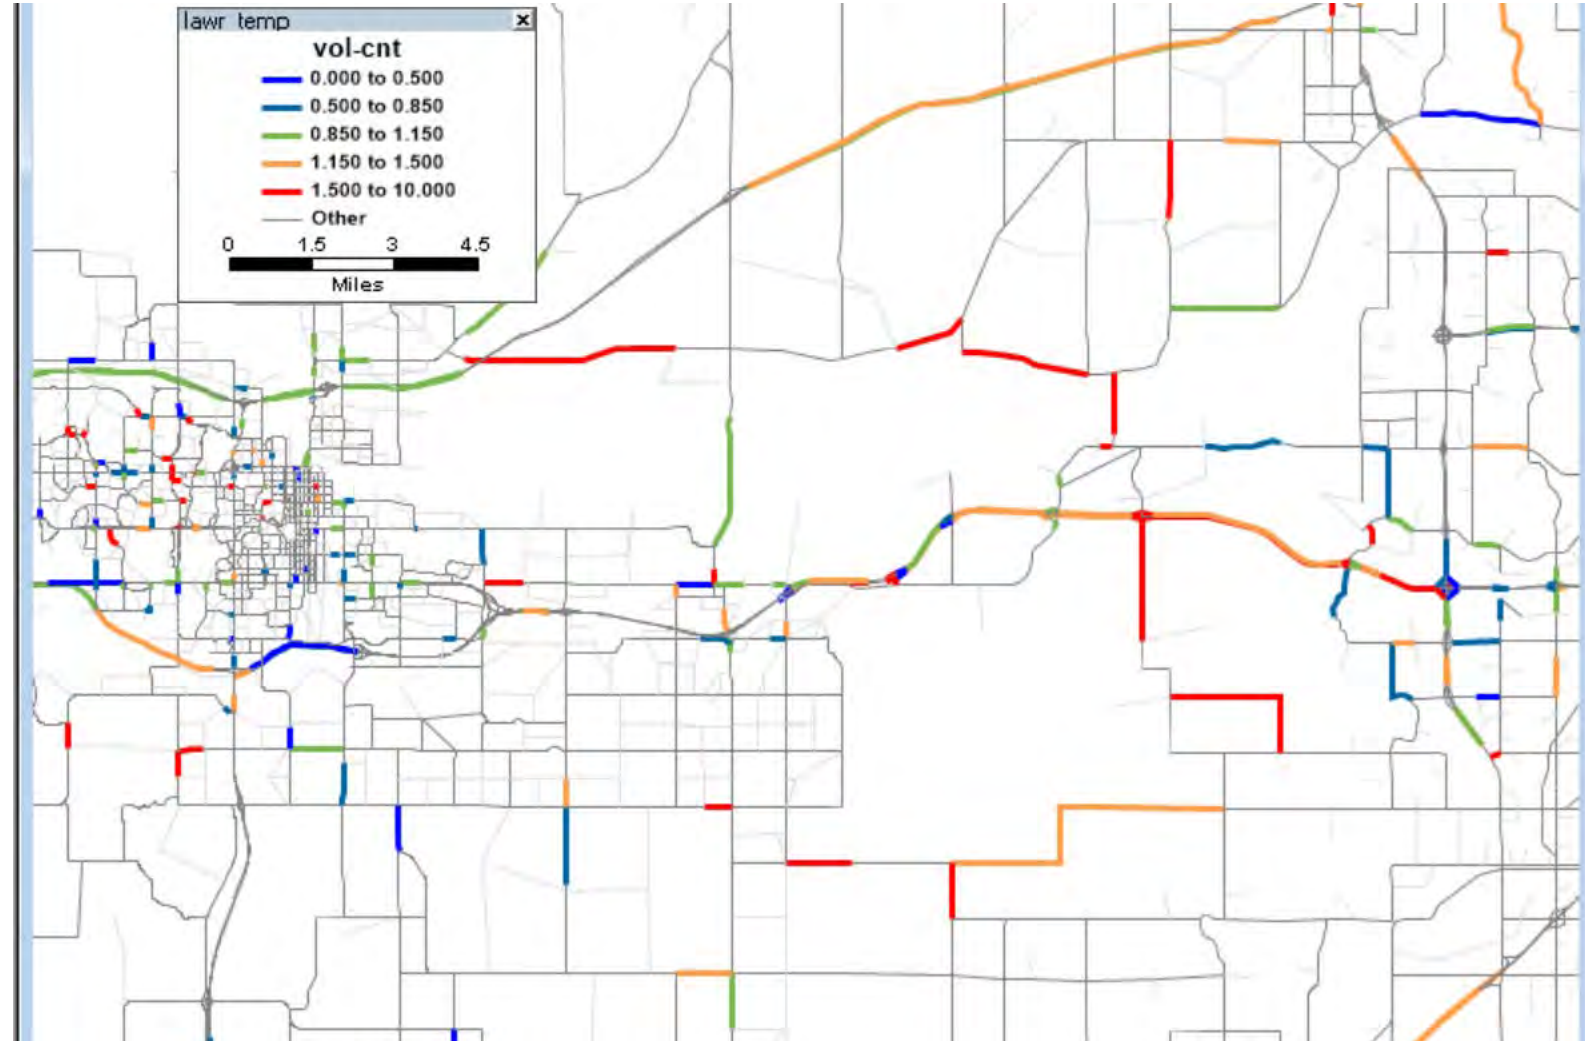 lawr_temp
vol-cnt
0.000 to 0.500
0.500 to 0.850
0.850 to 1.150
1.150 to 1.500
1.500 to 10.000
Other
0 1.5 3 4.5
Miles